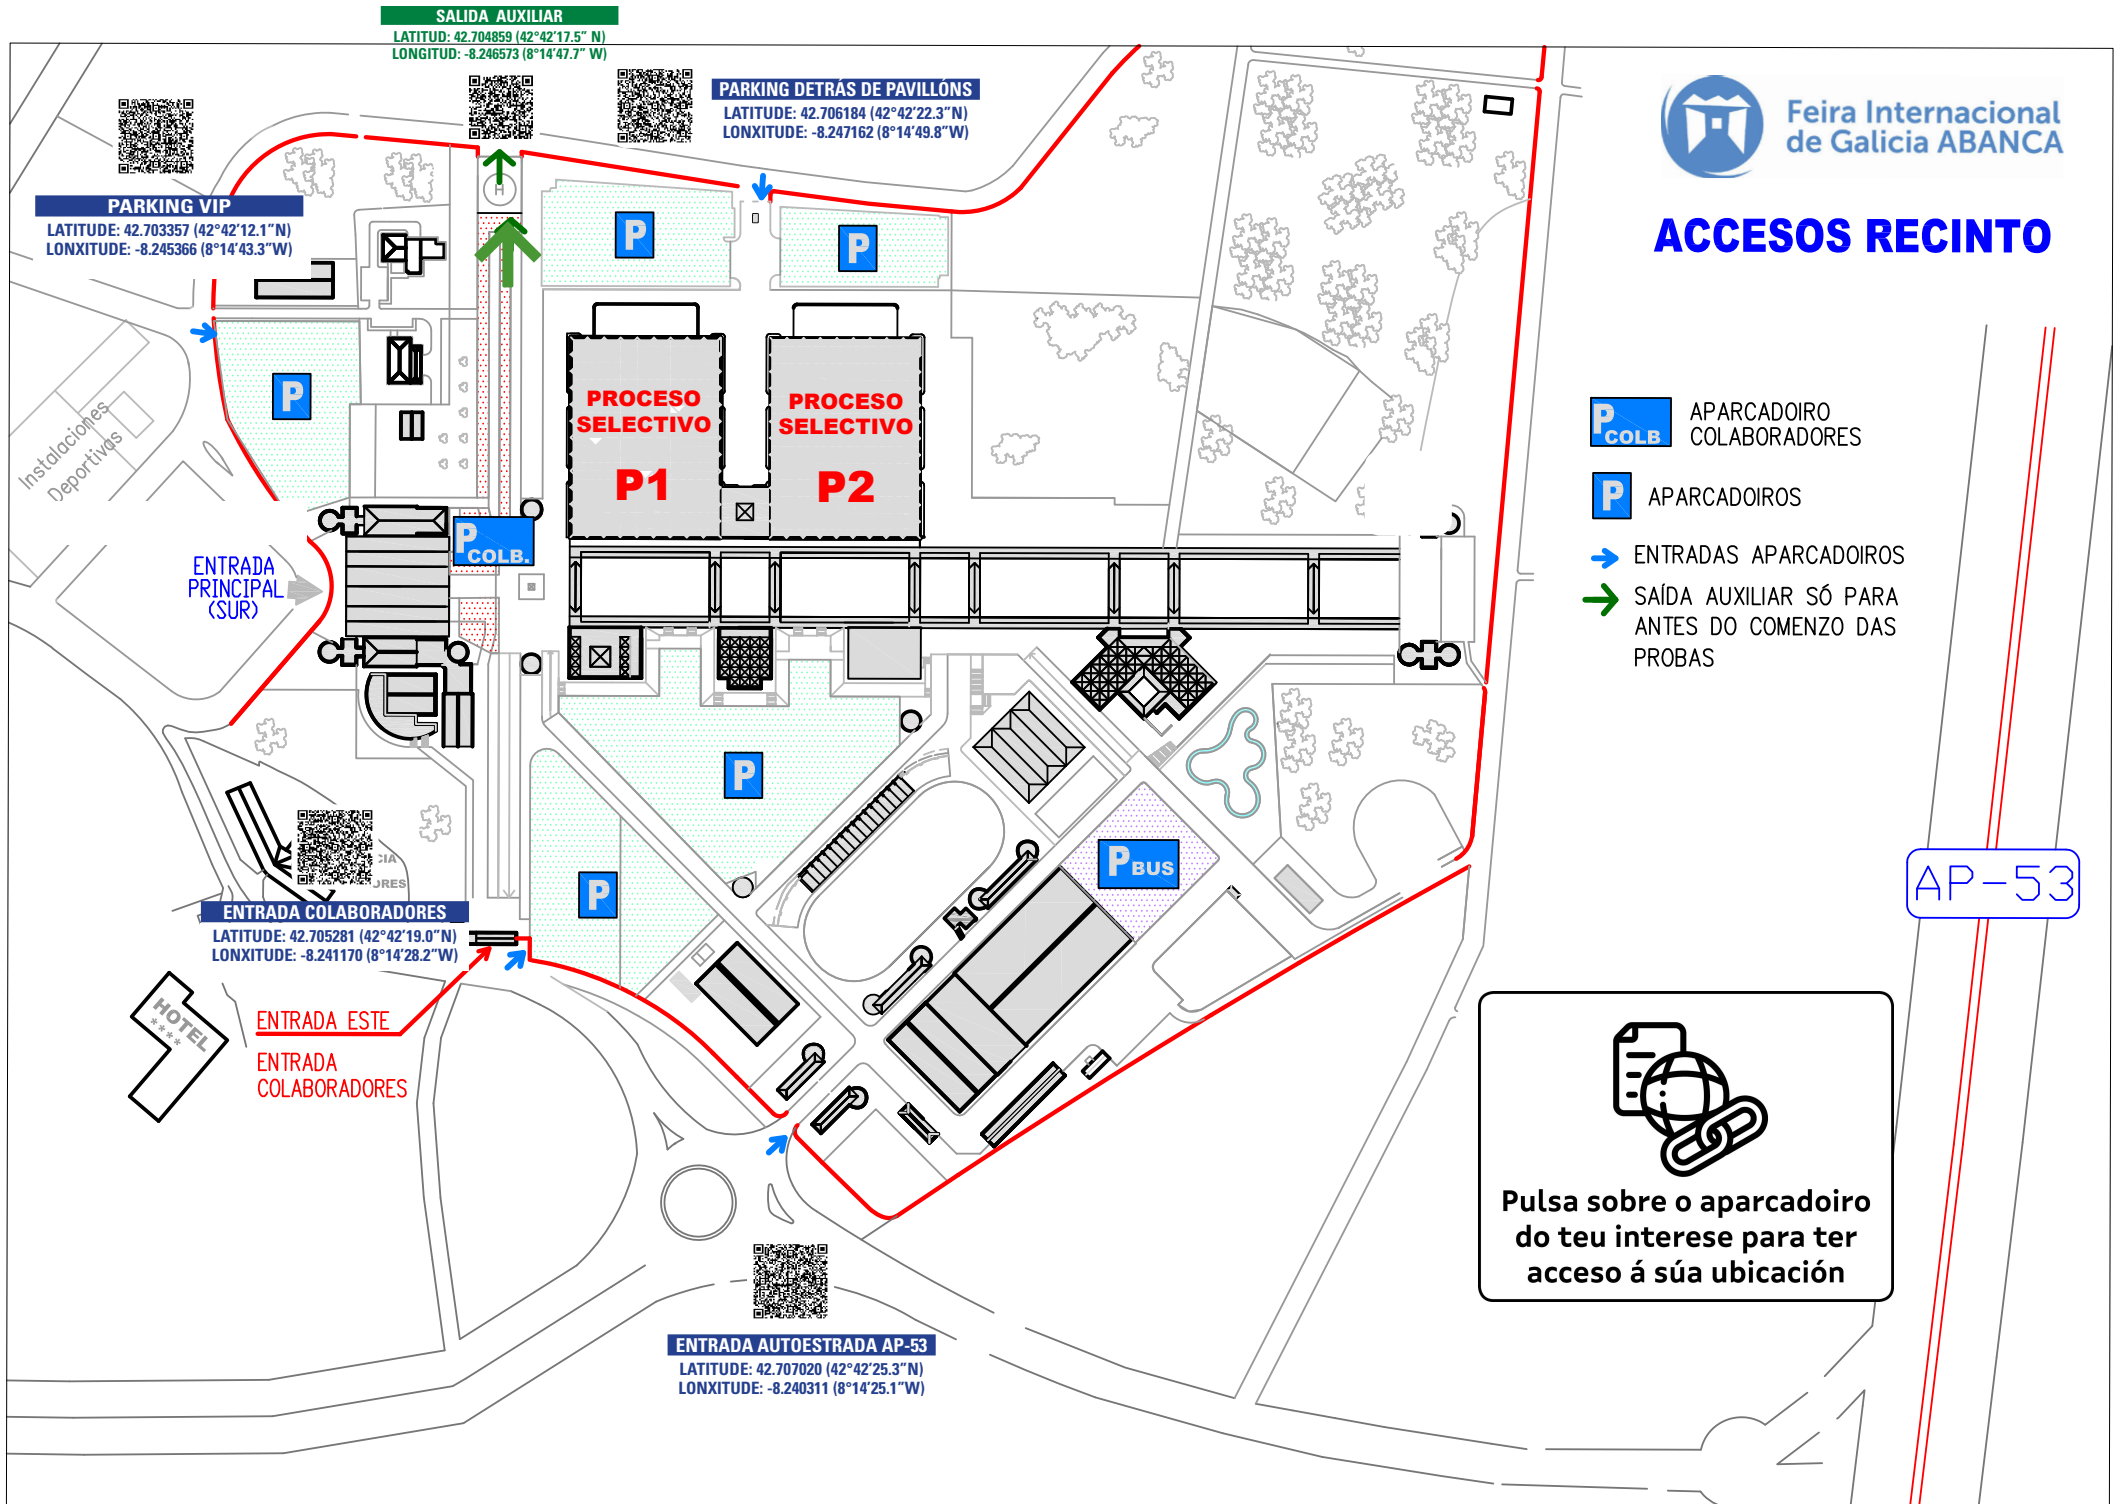 SALIDA AUXILIAR
LATITUD: 42.704859 (42°42'17.5" N)
LONGITUD: -8.246573 (8°14'47.7" W)
PARKING DETRÁS DE PAVILLÓNS
LATITUDE: 42.706184 (42°42'22.3"N)
LONXITUDE: -8.247162 (8°14'49.8"W)
Feira Internacional
de Galicia ABANCA
ACCESOS RECINTO
PARKING VIP
LATITUDE: 42.703357 (42°42'12.1"N)
LONXITUDE: -8.245366 (8°14'43.3"W)
H
P
P
P
Instalaciones
Deportivas
PROCESO
SELECTIVO
P1
PROCESO
SELECTIVO
P2
P COLB
APARCADOIRO
COLABORADORES
P
APARCADOIROS
ENTRADAS APARCADOIROS
SAÍDA AUXILIAR SÓ PARA
ANTES DO COMENZO DAS
PROBAS
P COLB.
ENTRADA
PRINCIPAL
(SUR)
P
P
P BUS
AP-53
CIA
ORES
ENTRADA COLABORADORES
LATITUDE: 42.705281 (42°42'19.0"N)
LONXITUDE: -8.241170 (8°14'28.2"W)
HOTEL
****
ENTRADA ESTE
ENTRADA
COLABORADORES
Pulsa sobre o aparcadoiro
do teu interese para ter
acceso á súa ubicación
ENTRADA AUTOESTRADA AP-53
LATITUDE: 42.707020 (42°42'25.3"N)
LONXITUDE: -8.240311 (8°14'25.1"W)